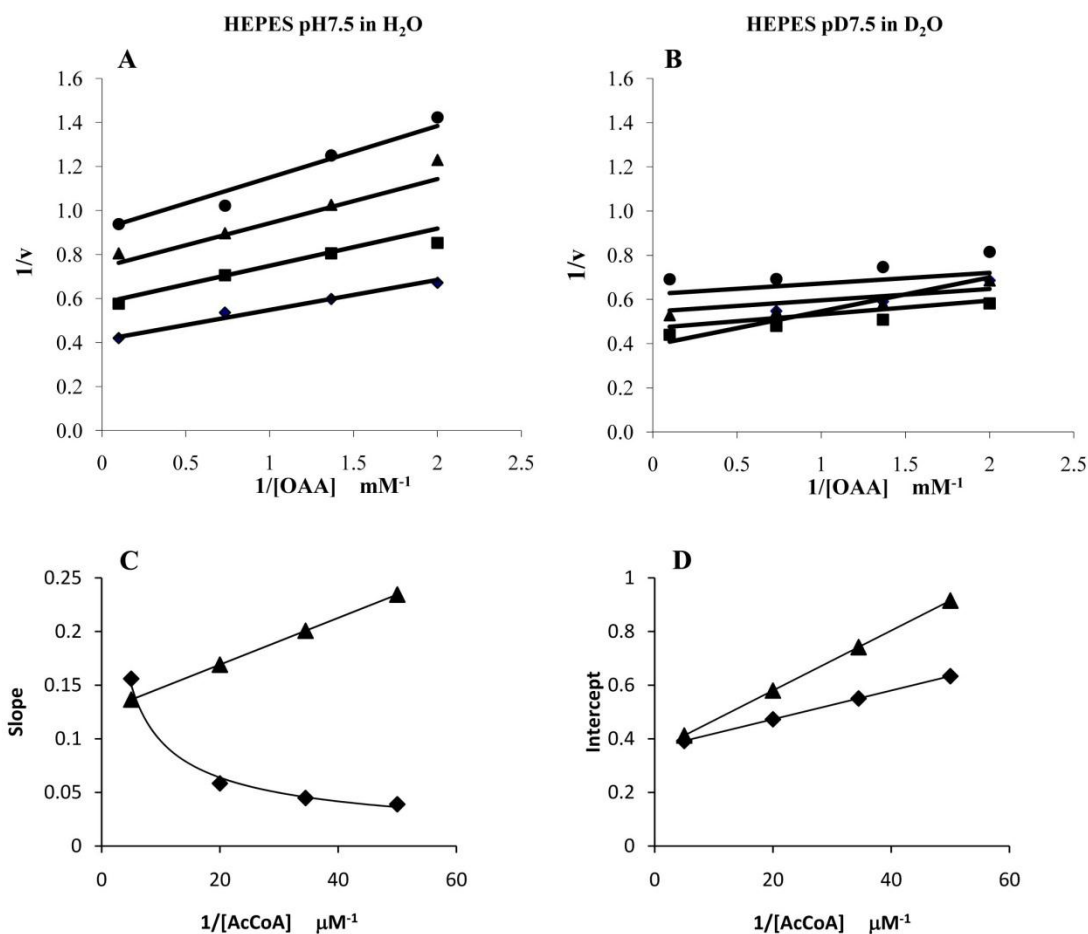 HEPES pH7.5 in H₂O
A
1.6
1.4
1.2
1.0
0.8
0.6
0.4
0.2
0.0
1/v
0 0.5 1 1.5 2 2.5
1/[OAA] mM⁻¹
HEPES pD7.5 in D₂O
B
1.6
1.4
1.2
1.0
0.8
0.6
0.4
0.2
0.0
1/v
0 0.5 1 1.5 2 2.5
1/[OAA] mM⁻¹
C
0.25
0.2
0.15
0.1
0.05
0
Slope
0 20 40 60
1/[AcCoA] μM⁻¹
D
1
0.8
0.6
0.4
0.2
0
Intercept
0 20 40 60
1/[AcCoA] μM⁻¹